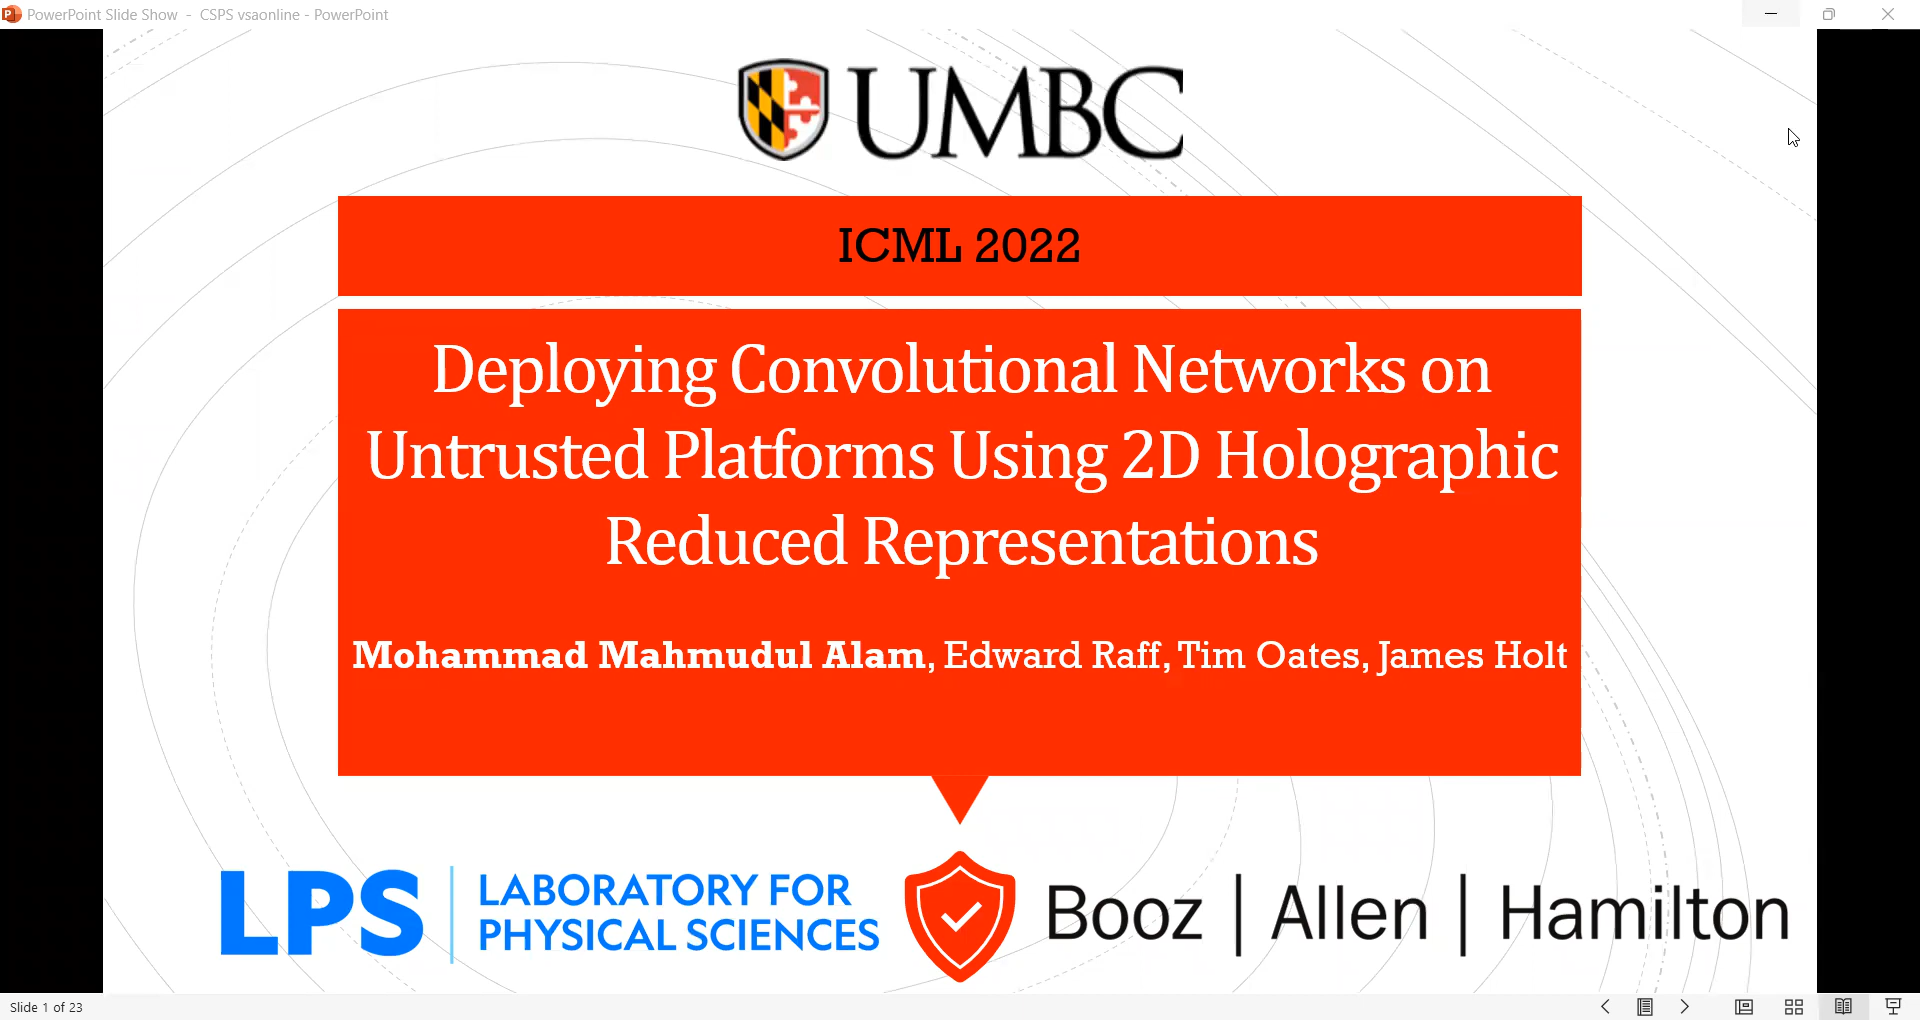 PowerPoint Slide Show - CSPS vsaonline - PowerPoint
UMBC
ICML 2022
Deploying Convolutional Networks on
Untrusted Platforms Using 2D Holographic
Reduced Representations
Mohammad Mahmudul Alam, Edward Raff, Tim Oates, James Holt
LPS
LABORATORY FOR
PHYSICAL SCIENCES
Booz | Allen | Hamilton
Slide 1 of 23